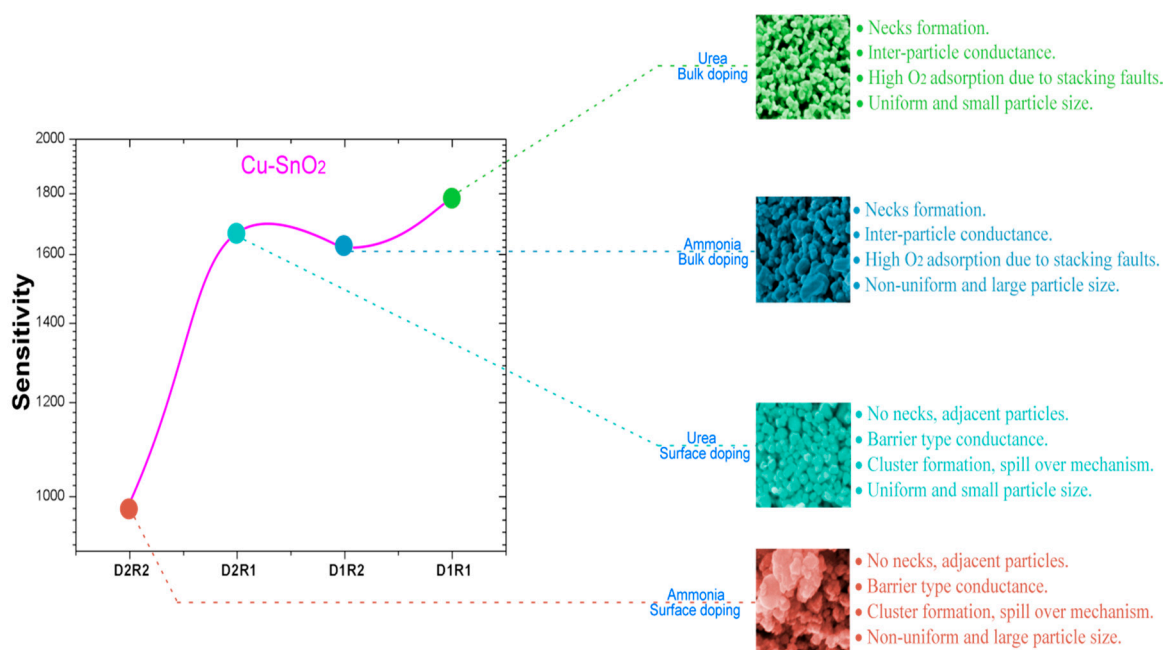 Urea
Bulk doping
• Necks formation.
• Inter-particle conductance.
• High O2 adsorption due to stacking faults.
• Uniform and small particle size.
Ammonia
Bulk doping
• Necks formation.
• Inter-particle conductance.
• High O2 adsorption due to stacking faults.
• Non-uniform and large particle size.
Urea
Surface doping
• No necks, adjacent particles.
• Barrier type conductance.
• Cluster formation, spill over mechanism.
• Uniform and small particle size.
Ammonia
Surface doping
• No necks, adjacent particles.
• Barrier type conductance.
• Cluster formation, spill over mechanism.
• Non-uniform and large particle size.
Cu-SnO2
Sensitivity
2000
1800
1600
1400
1200
1000
D2R2 D2R1 D1R2 D1R1